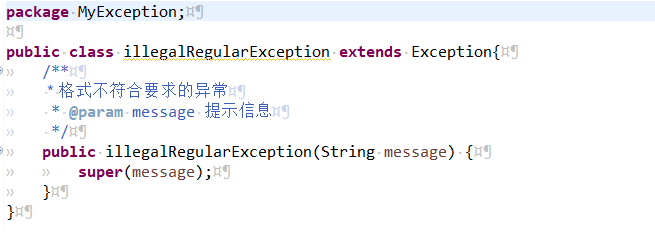 package MyException;

public class illegalRegularException extends Exception{
    /**
     * 格式不符合要求的异常
     * @param message 提示信息
     */
    public illegalRegularException(String message) {
        super(message);
    }
}